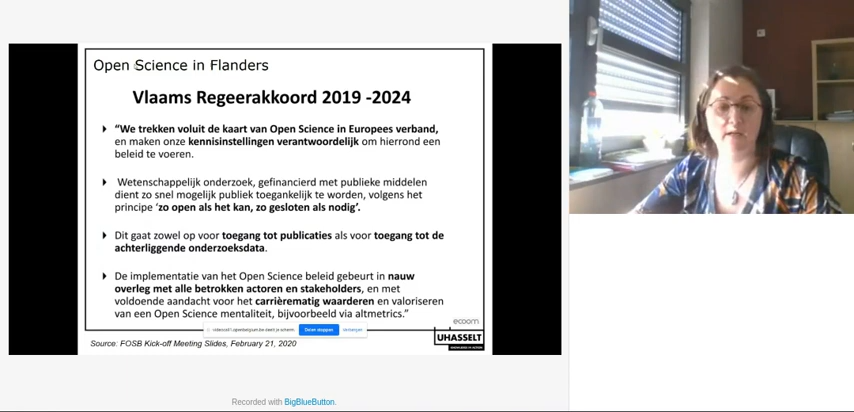 Open Science in Flanders
Vlaams Regeerakkoord 2019 -2024
“We trekken voluit de kaart van Open Science in Europees verband,
en maken onze kennisinstellingen verantwoordelijk om hierrond een
beleid te voeren.
Wetenschappelijk onderzoek, gefinancierd met publieke middelen
dient zo snel mogelijk publiek toegankelijk te worden, volgens het
principe ‘zo open als het kan, zo gesloten als nodig’.
Dit gaat zowel op voor toegang tot publicaties als voor toegang tot de
achterliggende onderzoeksdata.
De implementatie van het Open Science beleid gebeurt in nauw
overleg met alle betrokken actoren en stakeholders, en met
voldoende aandacht voor het carrièrematig waarderen en valoriseren
van een Open Science mentaliteit, bijvoorbeeld via altmetrics.”
ecoom
Delen stoppen
UHASSELT
Source: FOSB Kick-off Meeting Slides, February 21, 2020
Recorded with BigBlueButton.